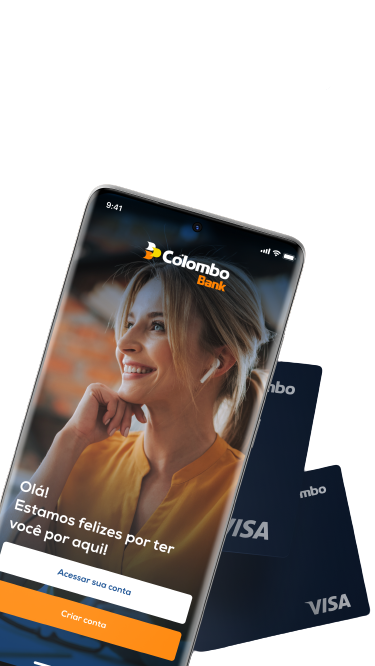 9:41
Colombo
Bank
mbo
Olá!
Estamos felizes por ter
você por aqui!
mbo
VISA
Acessar sua conta
VISA
Criar conta